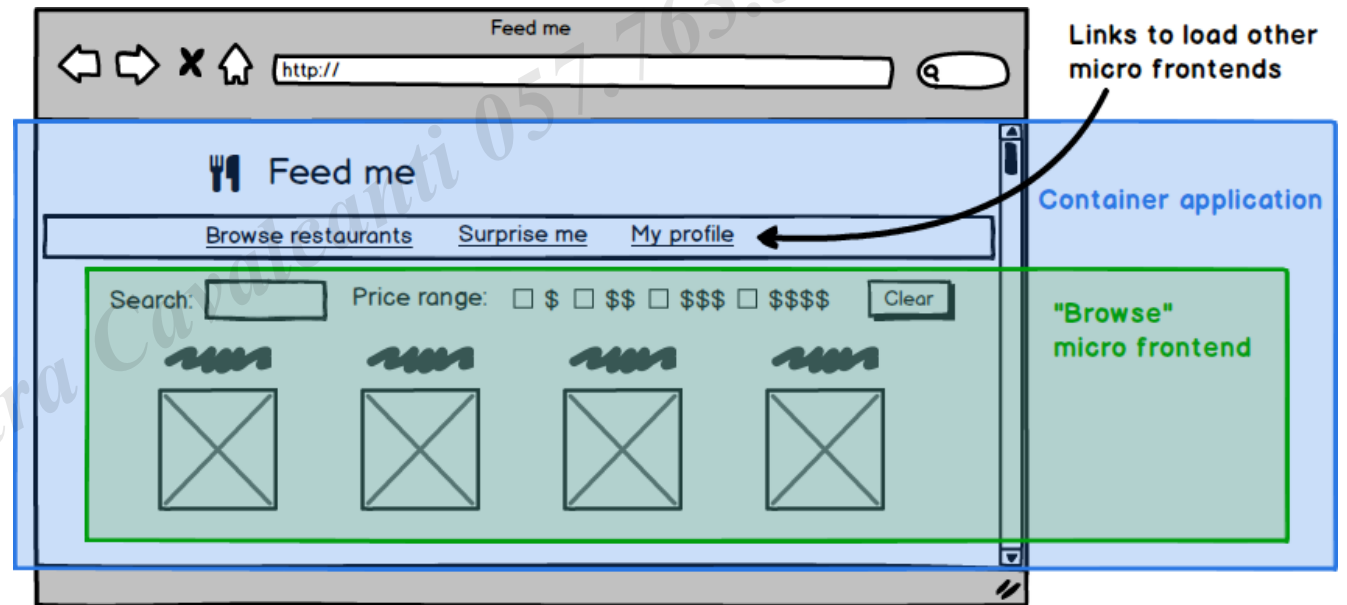 Feed me
http://
Links to load other
micro frontends
Feed me
Container application
Browse restaurants Surprise me My profile
Search: Price range: $ $$ $$$ $$$$ Clear
"Browse"
micro frontend